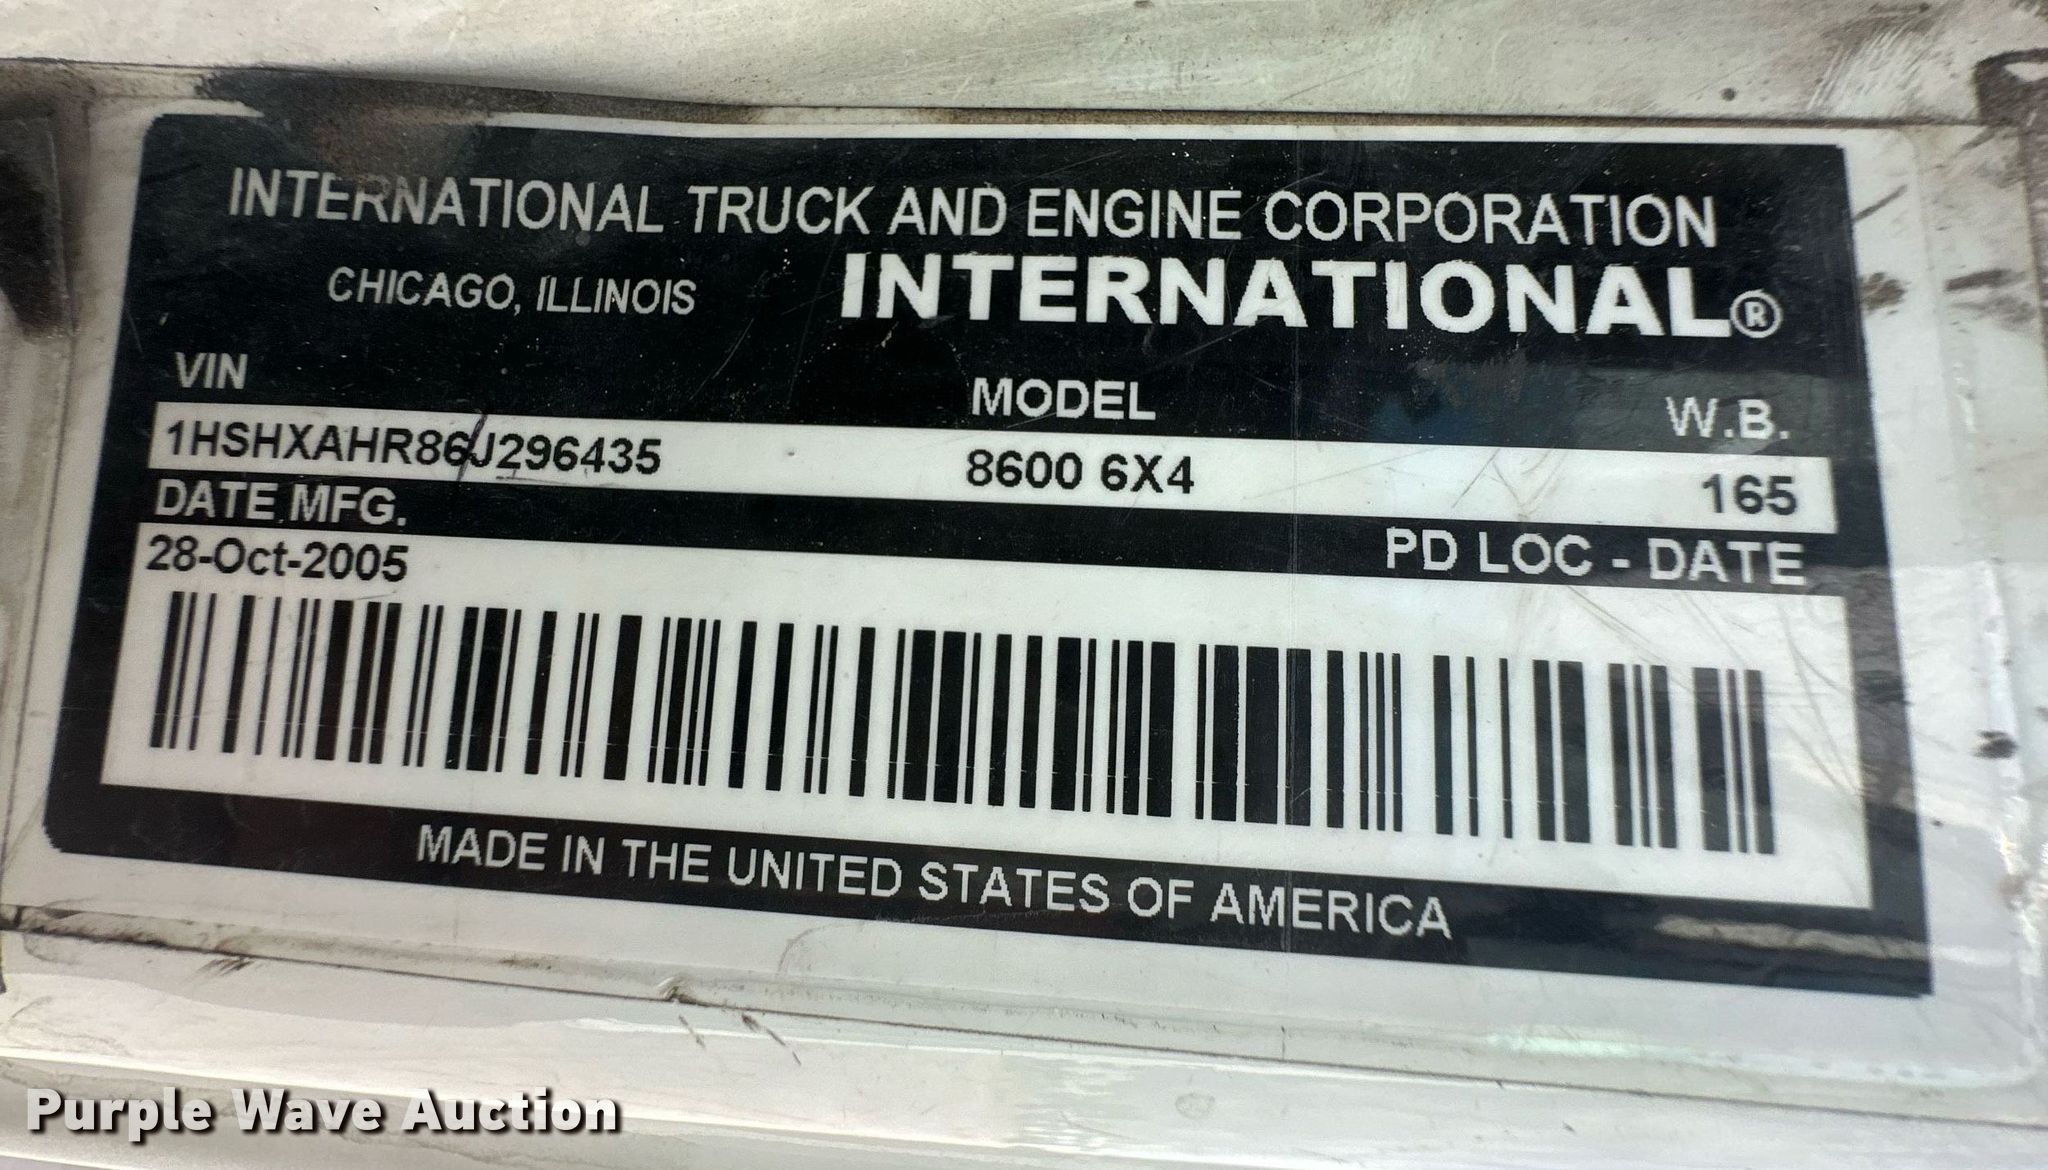 INTERNATIONAL TRUCK AND ENGINE CORPORATION
CHICAGO, ILLINOIS INTERNATIONAL®
VIN MODEL W.B.
1HSHXAHR86J296435 8600 6X4 165
DATE MFG. PD LOC - DATE
28-Oct-2005
MADE IN THE UNITED STATES OF AMERICA
Purple Wave Auction